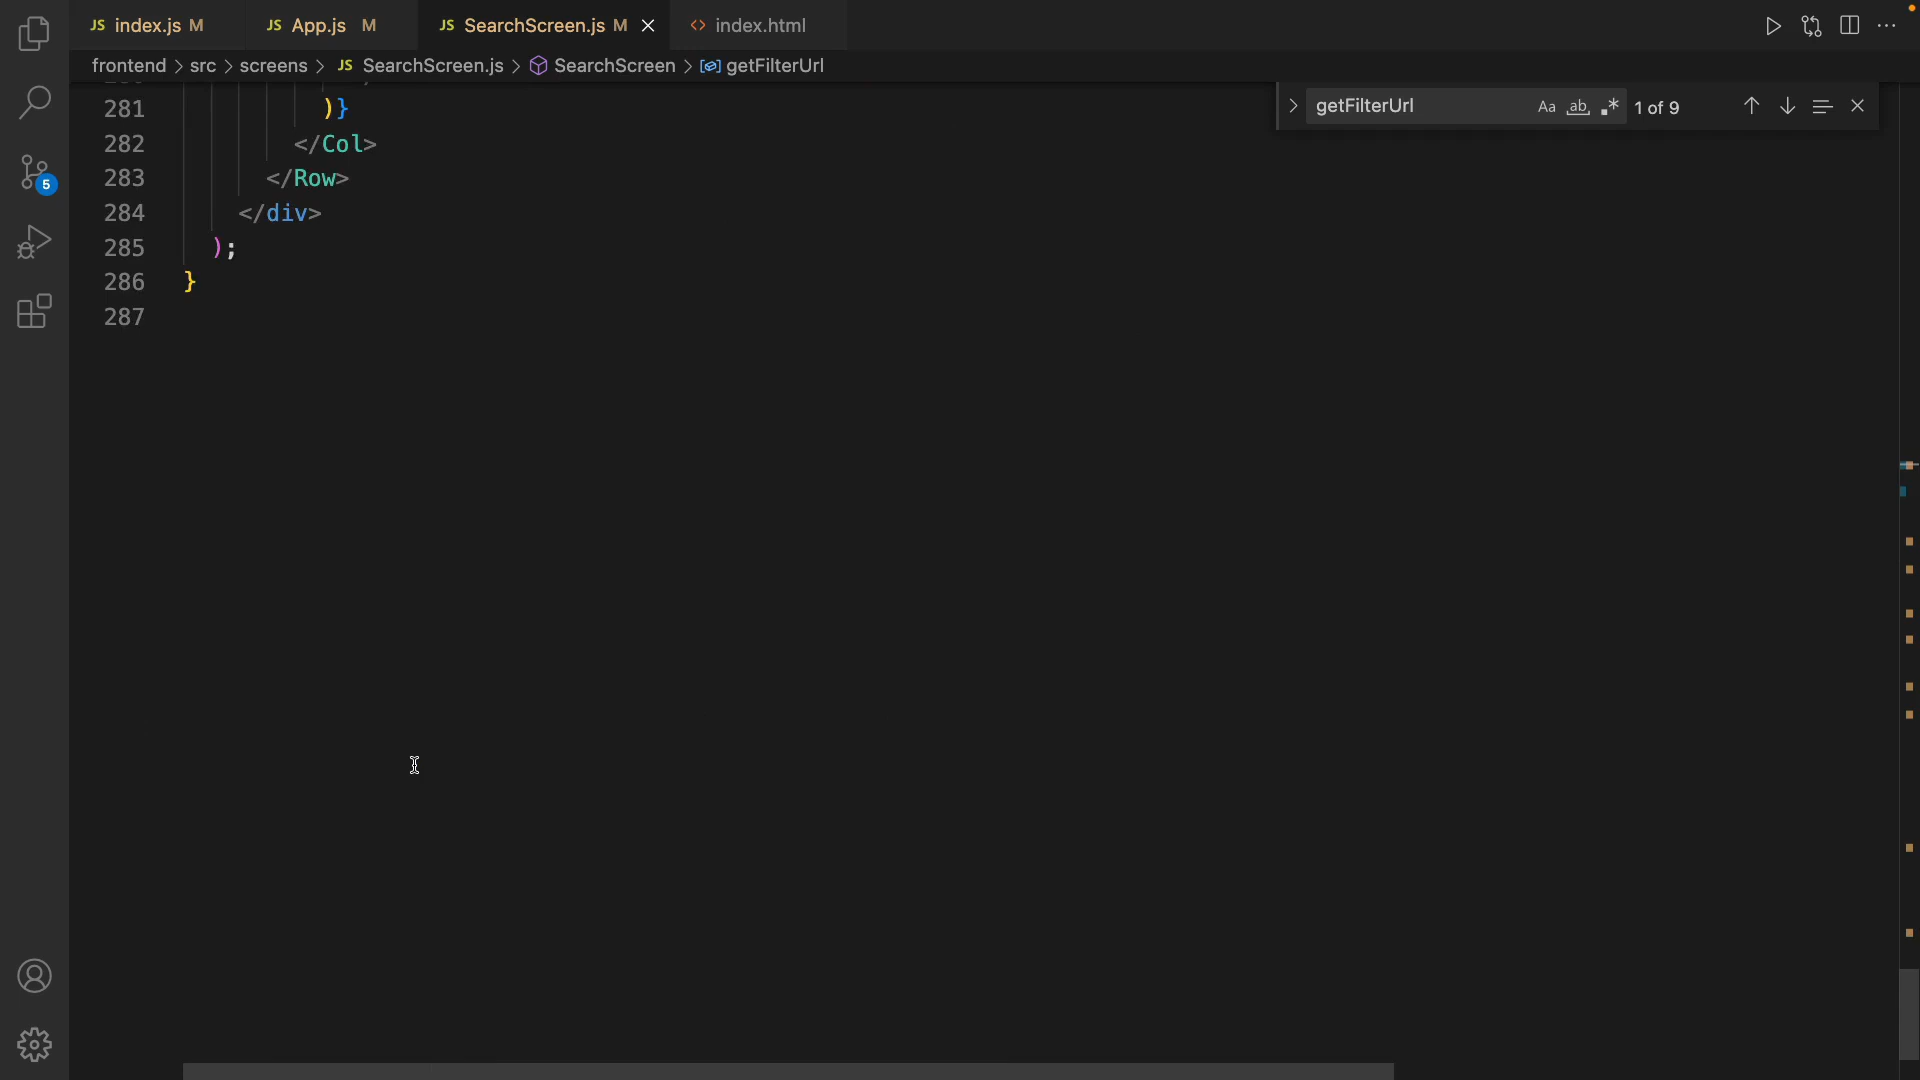 JS index.js M JS App.js M JS SearchScreen.js M index.html
frontend > src > screens > JS SearchScreen.js > SearchScreen > getFilterUrl
getFilterUrl Aa ab 1 of 9
281 )}
282 </Col>
283 </Row>
284 </div>
285 );
286 }
287
5